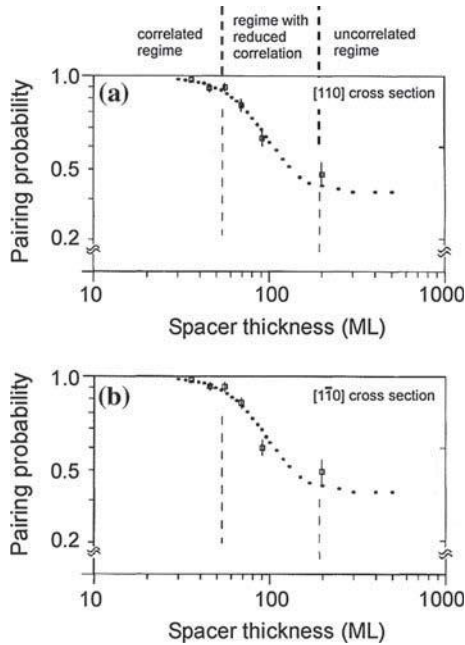 correlated regime
regime with reduced correlation
uncorrelated regime
1.0
(a)
[110] cross section
0.5
0.2
Pairing probability
10
100
1000
Spacer thickness (ML)
1.0
(b)
[11̄0] cross section
0.5
0.2
Pairing probability
10
100
1000
Spacer thickness (ML)